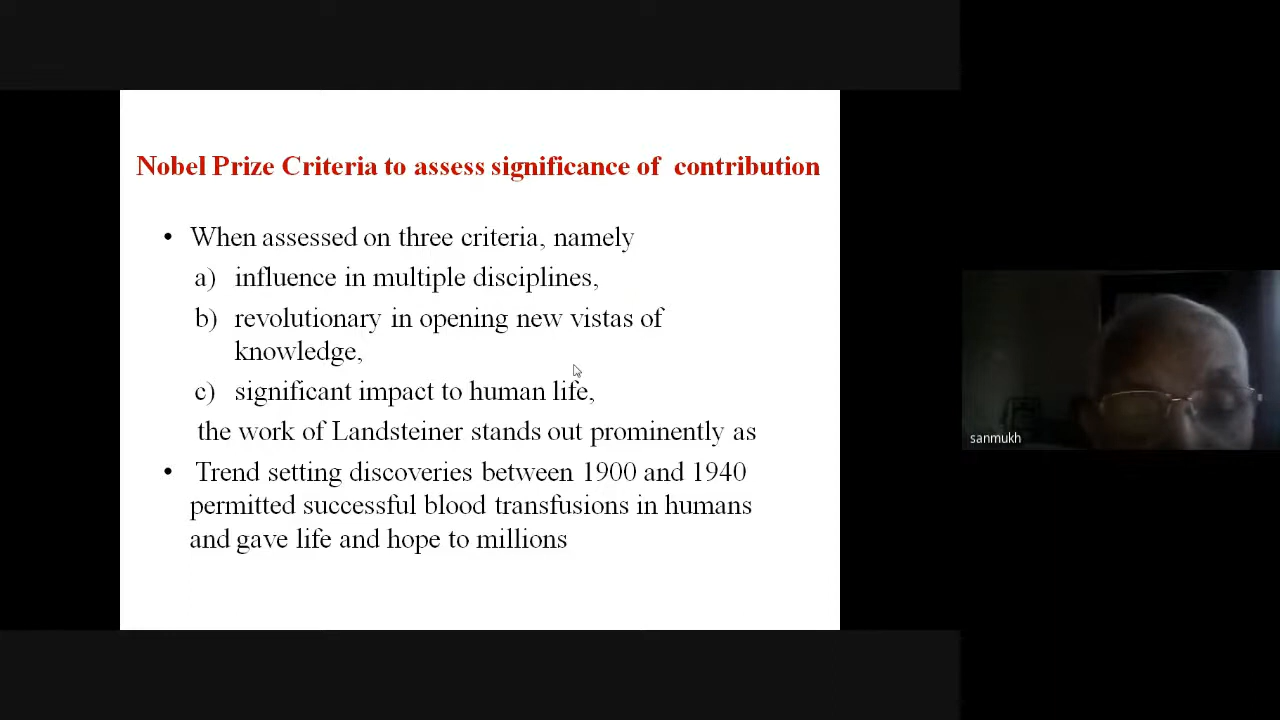 Nobel Prize Criteria to assess significance of contribution
• When assessed on three criteria, namely
a) influence in multiple disciplines,
b) revolutionary in opening new vistas of
knowledge,
c) significant impact to human life,
the work of Landsteiner stands out prominently as
• Trend setting discoveries between 1900 and 1940
permitted successful blood transfusions in humans
and gave life and hope to millions
sanmukh